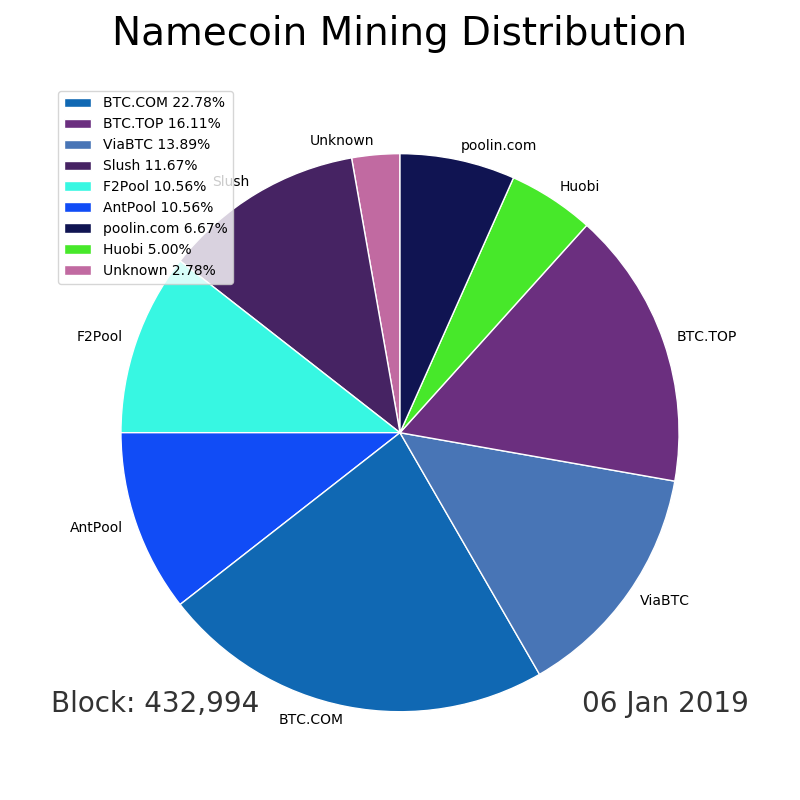 Namecoin Mining Distribution
BTC.COM 22.78%
BTC.TOP 16.11%
ViaBTC 13.89%
Slush 11.67%
F2Pool 10.56%
AntPool 10.56%
poolin.com 6.67%
Huobi 5.00%
Unknown 2.78%
Unknown
poolin.com
Slush
Huobi
F2Pool
BTC.TOP
AntPool
ViaBTC
Block: 432,994
06 Jan 2019
BTC.COM